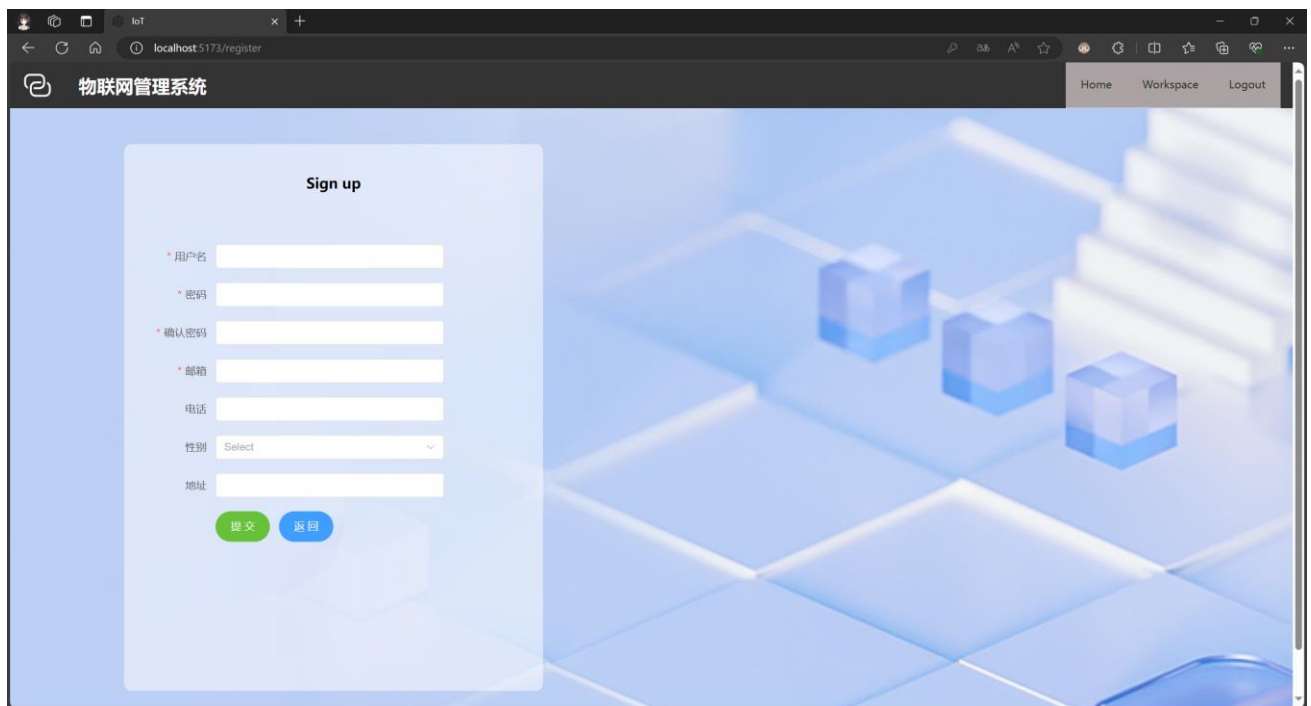 IoT
localhost:5173/register
物联网管理系统
Home Workspace Logout
Sign up
* 用户名
* 密码
* 确认密码
* 邮箱
电话
性别 Select
地址
提交 返回